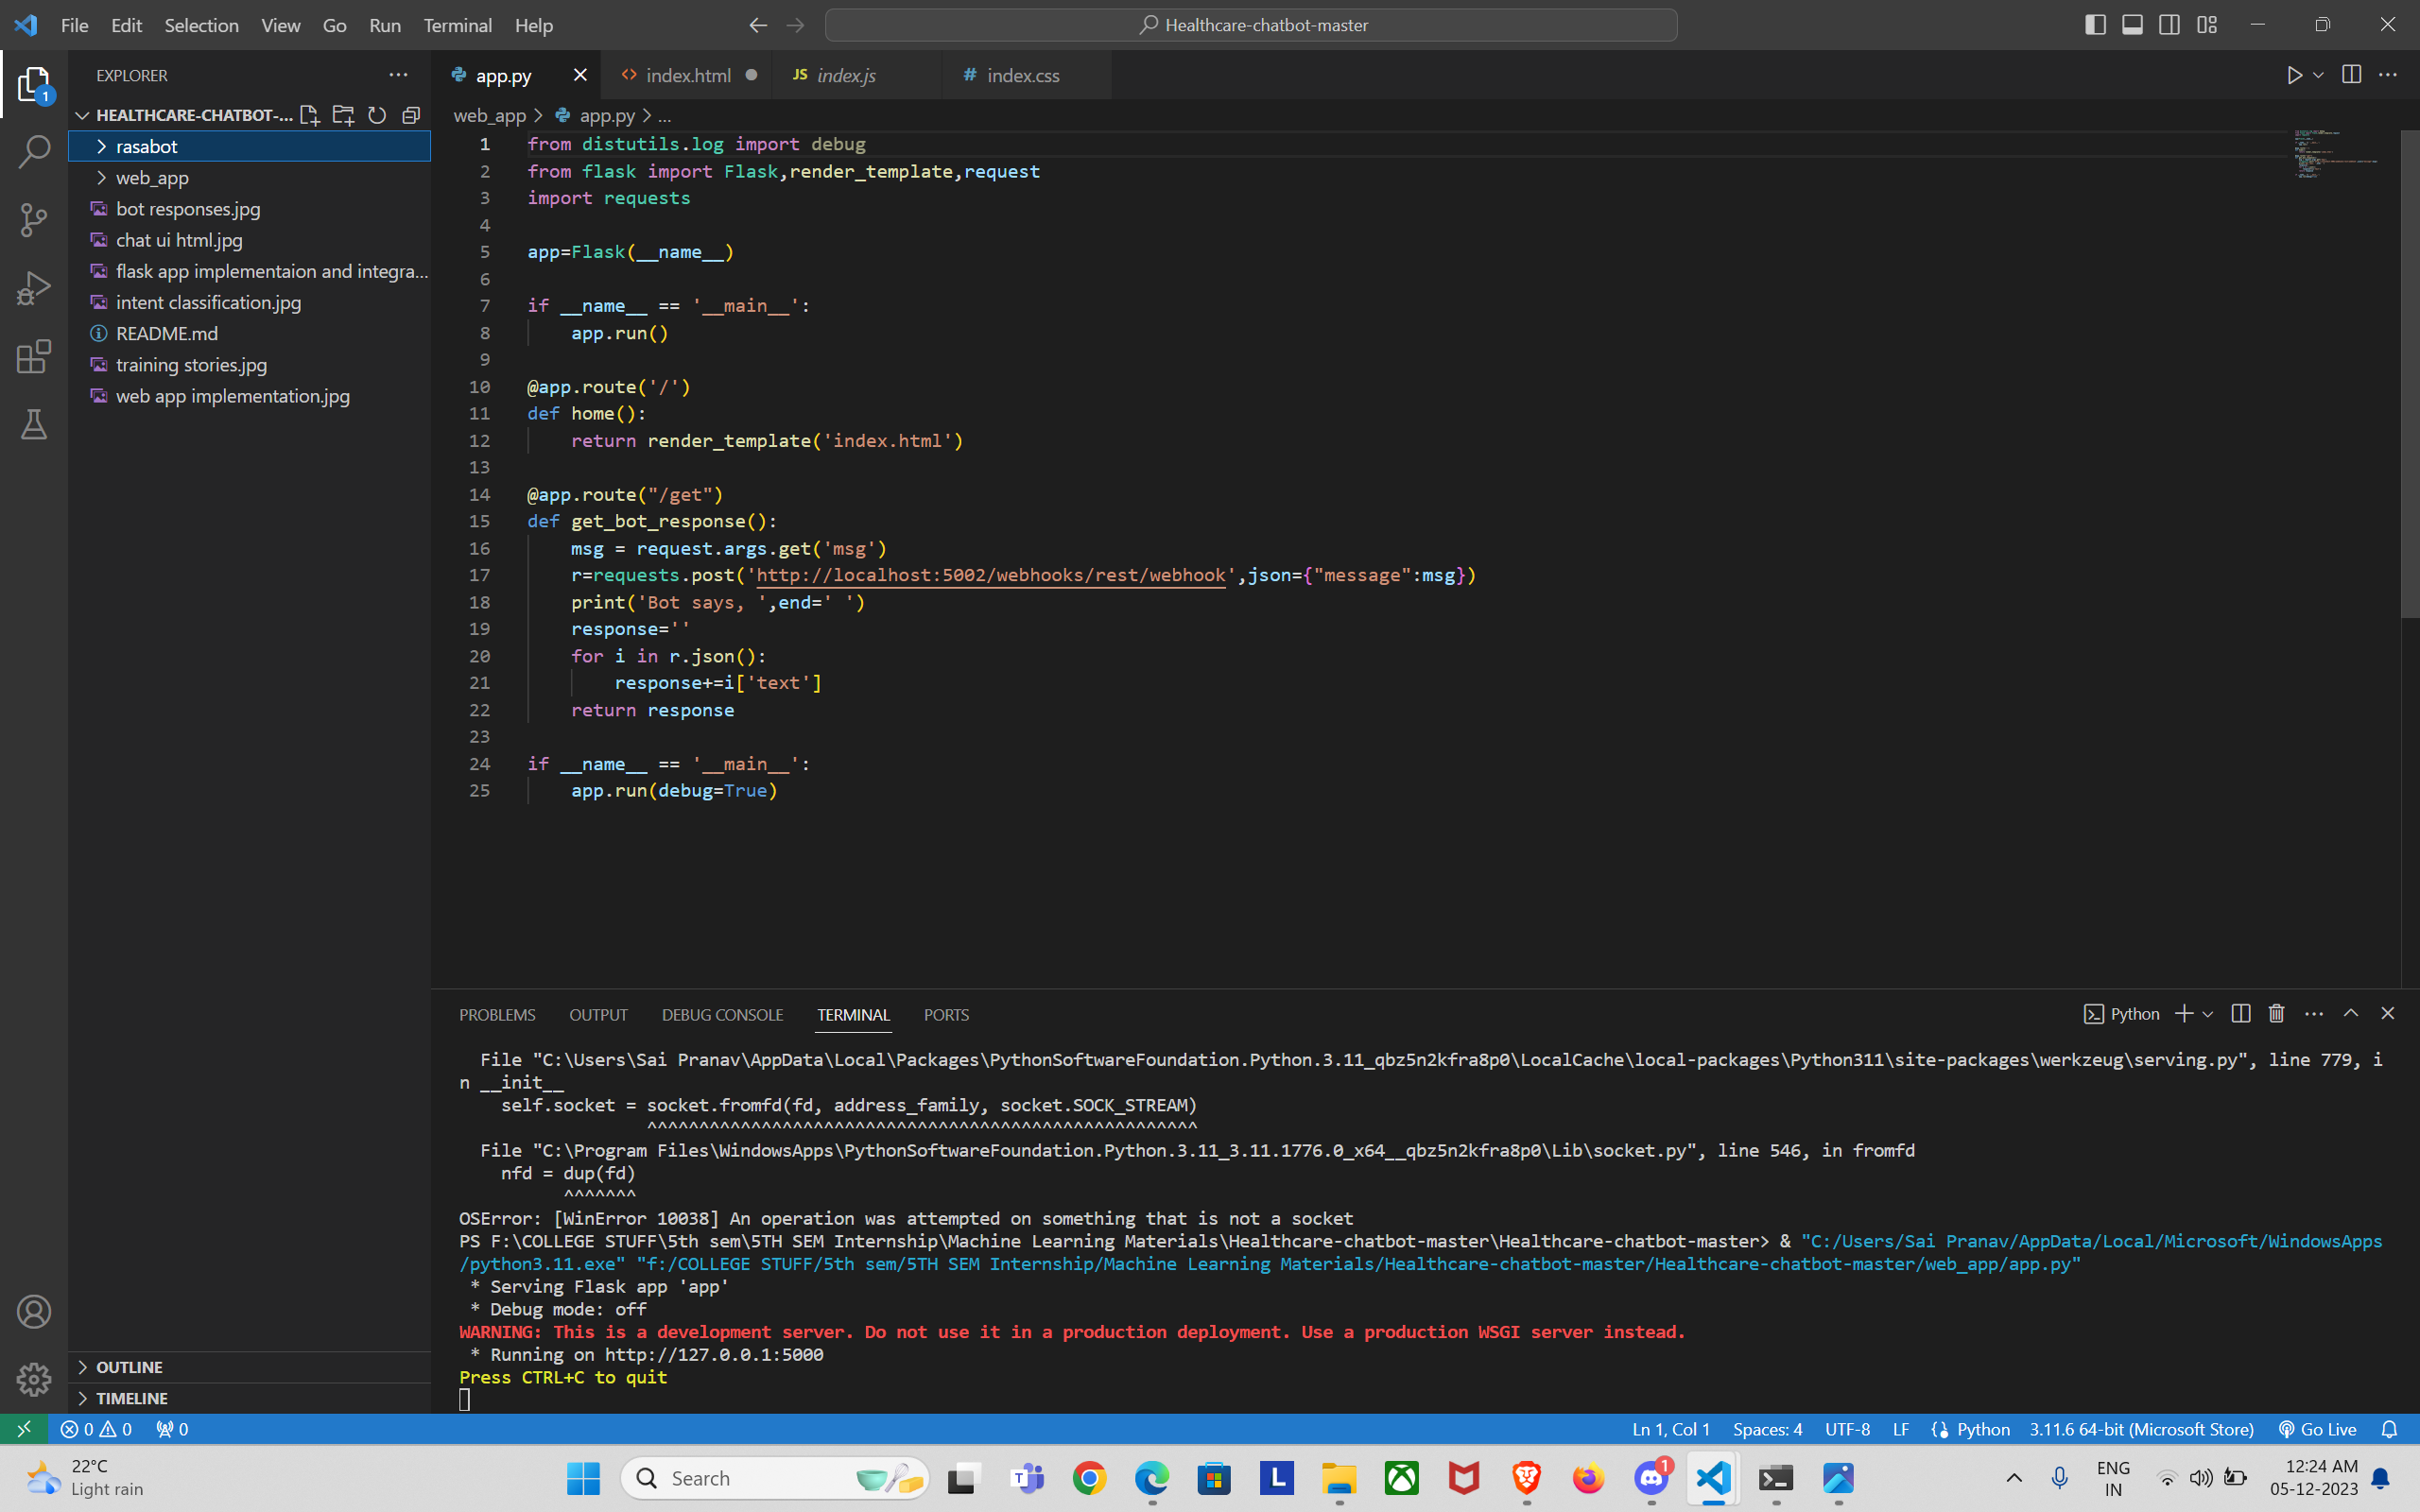 File Edit Selection View Go Run Terminal Help
Healthcare-chatbot-master
EXPLORER
1
HEALTHCARE-CHATBOT-...
rasabot
web_app
bot responses.jpg
chat ui html.jpg
flask app implementaion and integra...
intent classification.jpg
README.md
training stories.jpg
web app implementation.jpg
OUTLINE
TIMELINE
app.py
index.html
JS index.js
# index.css
web_app > app.py > ...
1 from distutils.log import debug
2 from flask import Flask,render_template,request
3 import requests
4
5 app=Flask(__name__)
6
7 if __name__ == '__main__':
8 app.run()
9
10 @app.route('/')
11 def home():
12 return render_template('index.html')
13
14 @app.route("/get")
15 def get_bot_response():
16 msg = request.args.get('msg')
17 r=requests.post('http://localhost:5002/webhooks/rest/webhook',json={"message":msg})
18 print('Bot says, ',end=' ')
19 response=''
20 for i in r.json():
21 response+=i['text']
22 return response
23
24 if __name__ == '__main__':
25 app.run(debug=True)
PROBLEMS OUTPUT DEBUG CONSOLE TERMINAL PORTS
Python
File "C:\Users\Sai Pranav\AppData\Local\Packages\PythonSoftwareFoundation.Python.3.11_qbz5n2kfra8p0\LocalCache\local-packages\Python311\site-packages\werkzeug\serving.py", line 779, i
n __init__
self.socket = socket.fromfd(fd, address_family, socket.SOCK_STREAM)
^^^^^^^^^^^^^^^^^^^^^^^^^^^^^^^^^^^^^^^^^^^^^^^^^^^^^
File "C:\Program Files\WindowsApps\PythonSoftwareFoundation.Python.3.11_3.11.1776.0_x64__qbz5n2kfra8p0\Lib\socket.py", line 546, in fromfd
nfd = dup(fd)
^^^^^^^
OSError: [WinError 10038] An operation was attempted on something that is not a socket
PS F:\COLLEGE STUFF\5th sem\5TH SEM Internship\Machine Learning Materials\Healthcare-chatbot-master\Healthcare-chatbot-master> & "C:/Users/Sai Pranav/AppData/Local/Microsoft/WindowsApps
/python3.11.exe" "f:/COLLEGE STUFF/5th sem/5TH SEM Internship/Machine Learning Materials/Healthcare-chatbot-master/Healthcare-chatbot-master/web_app/app.py"
* Serving Flask app 'app'
* Debug mode: off
WARNING: This is a development server. Do not use it in a production deployment. Use a production WSGI server instead.
* Running on http://127.0.0.1:5000
Press CTRL+C to quit
0 0 0
Ln 1, Col 1 Spaces: 4 UTF-8 LF Python 3.11.6 64-bit (Microsoft Store) Go Live
22°C
Light rain
Search
T
L
1
ENG
IN
12:24 AM
05-12-2023